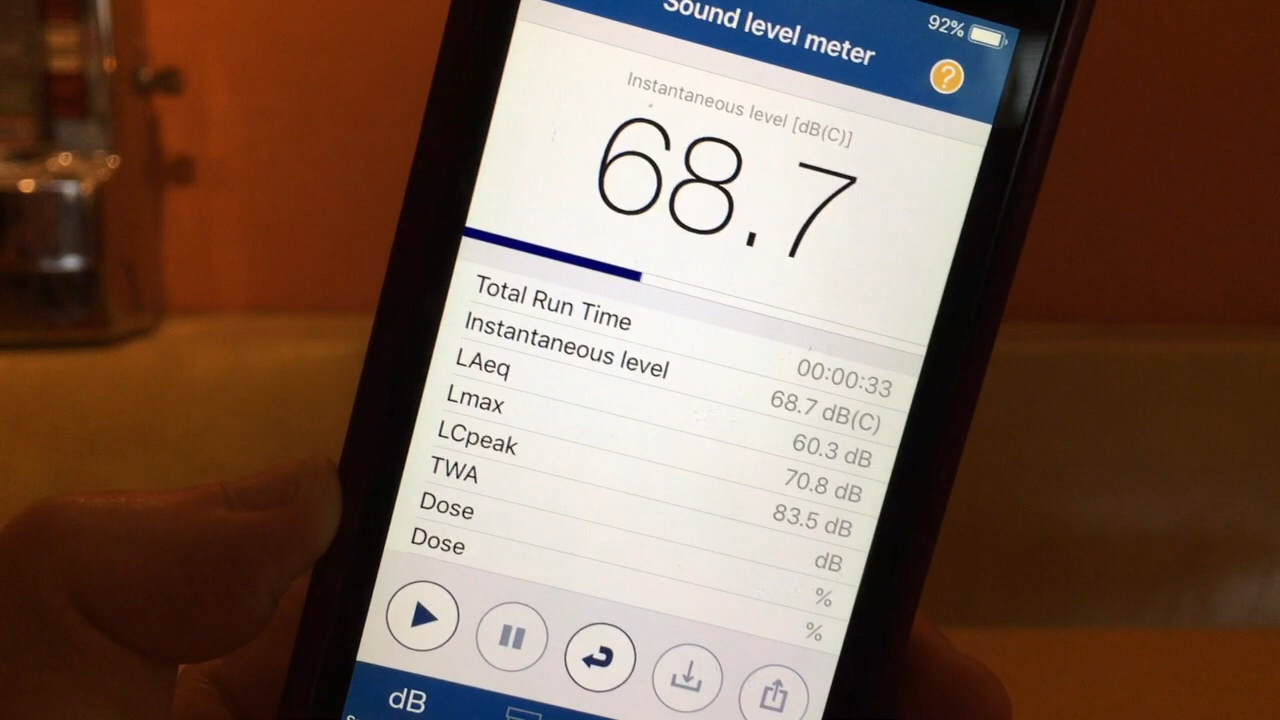 92%
Sound level meter
?
Instantaneous level [dB(C)]
68.7
Total Run Time 00:00:33
Instantaneous level 68.7 dB(C)
LAeq 60.3 dB
Lmax 70.8 dB
LCpeak 83.5 dB
TWA dB
Dose %
Dose %
dB